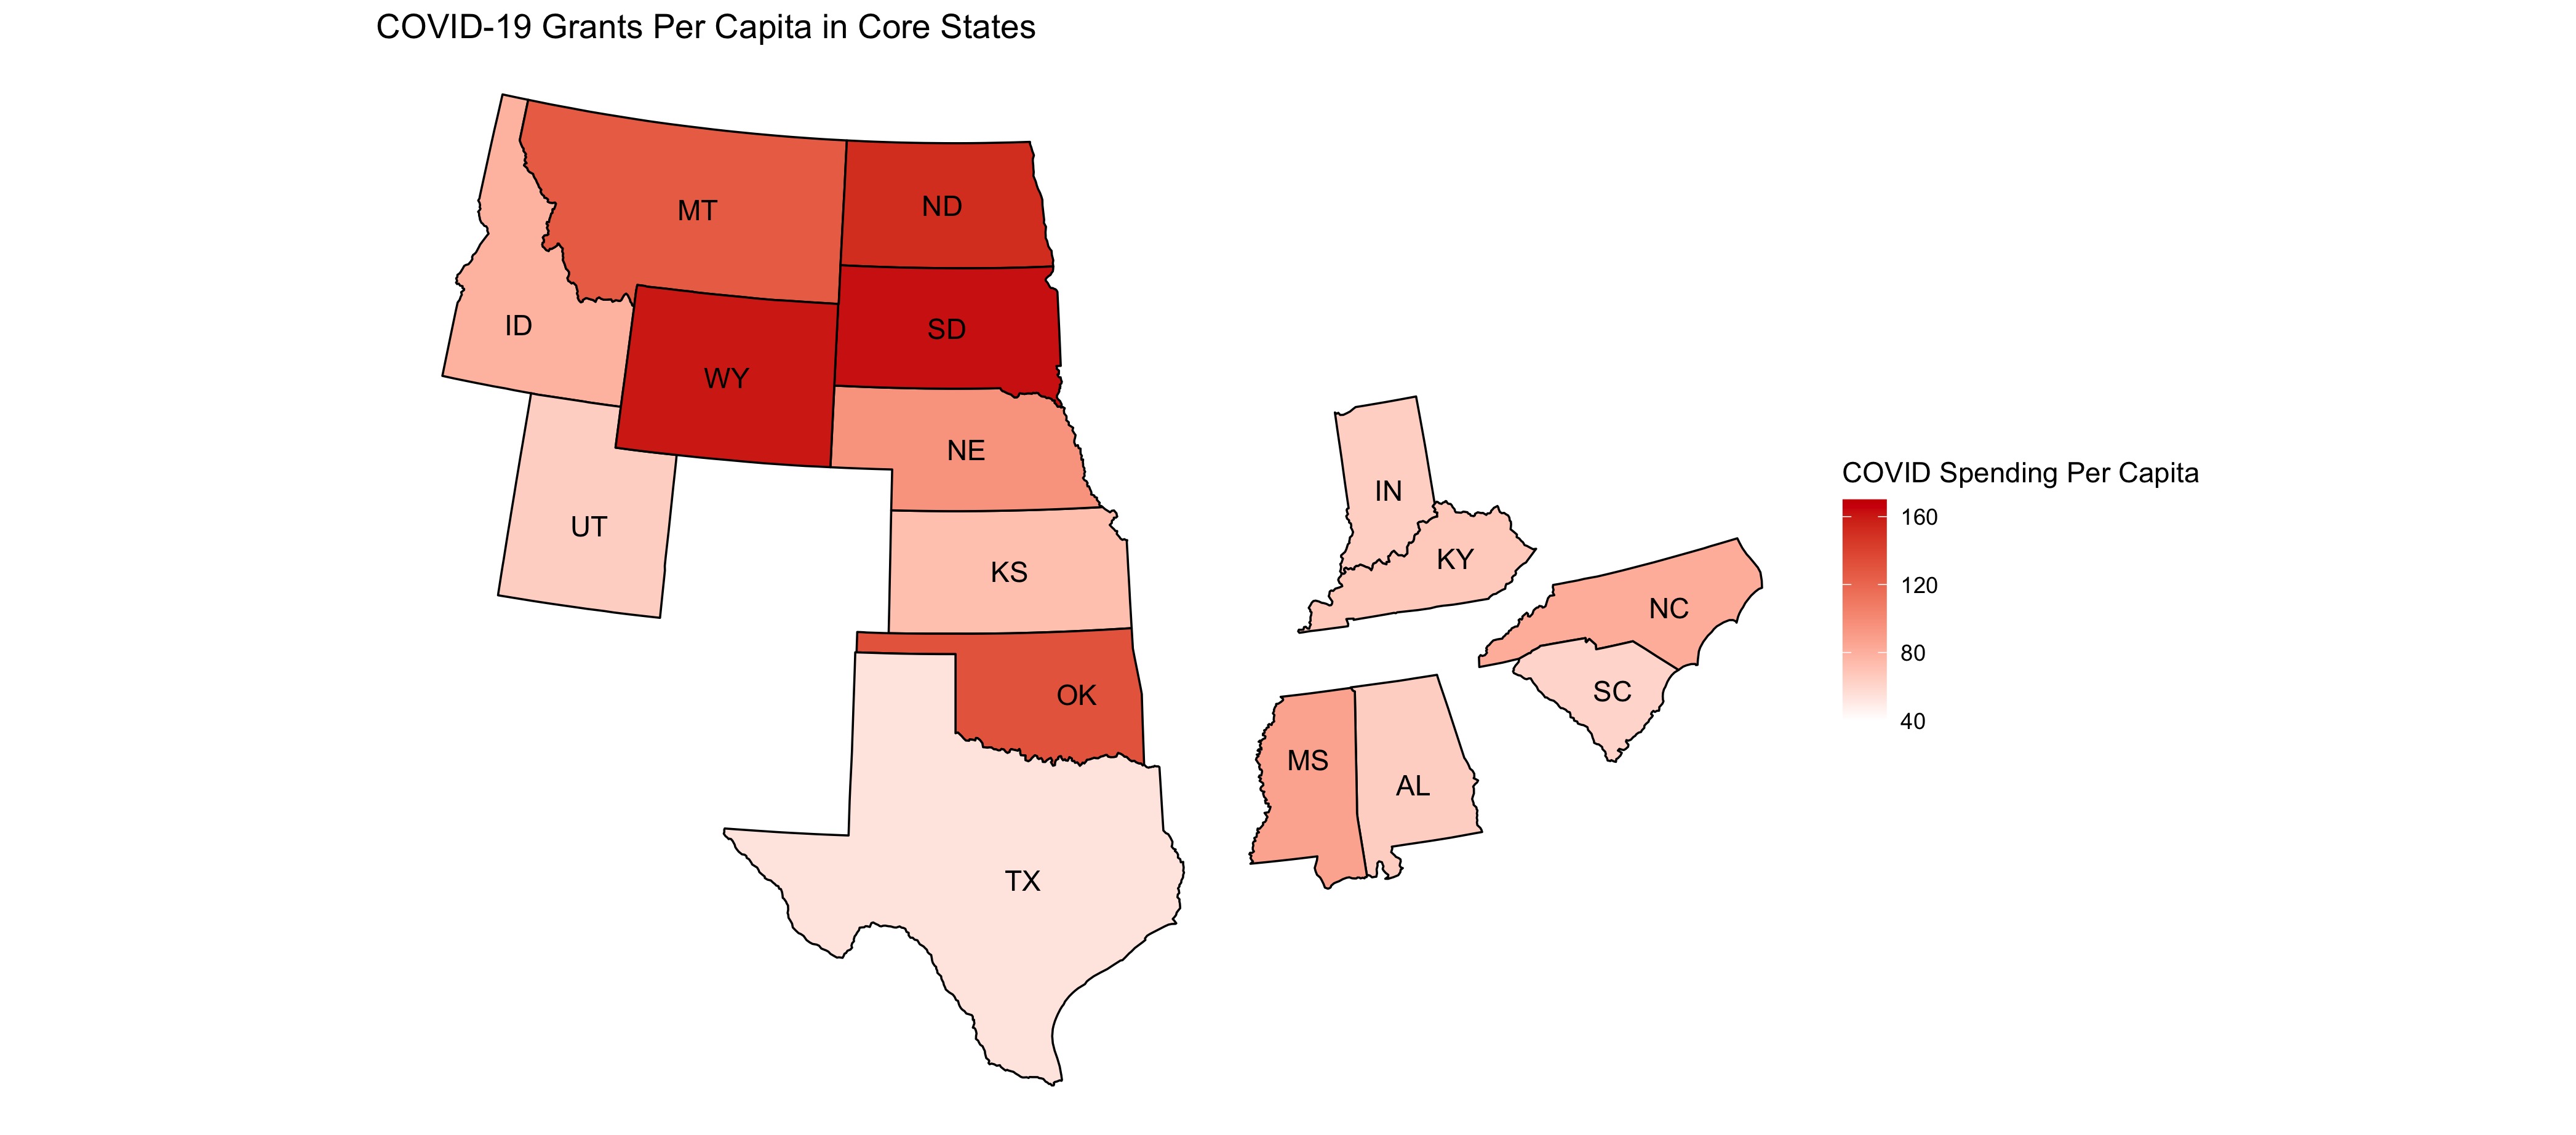 COVID-19 Grants Per Capita in Core States
MT
ND
ID
SD
WY
NE
UT
KS
OK
TX
IN
KY
NC
SC
MS
AL
COVID Spending Per Capita
160
120
80
40